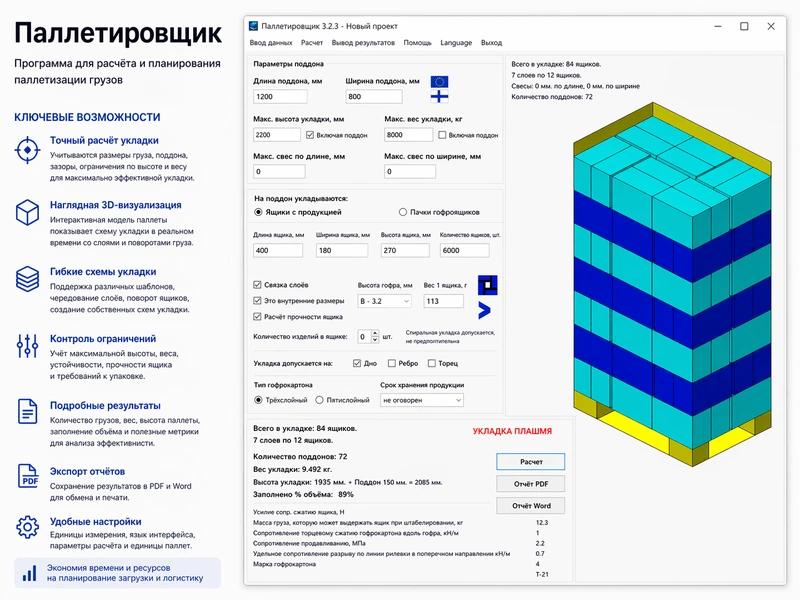 Паллетировщик
Программа для расчёта и планирования
паллетизации грузов
КЛЮЧЕВЫЕ ВОЗМОЖНОСТИ
Точный расчёт укладки
Учитываются размеры груза, поддона,
зазоры, ограничения по высоте и весу
для максимально эффективной укладки.
Наглядная 3D-визуализация
Интерактивная модель паллеты
показывает схему укладки в реальном
времени со слоями и поворотами груза.
Гибкие схемы укладки
Поддержка различных шаблонов,
чередование слоёв, поворот ящиков,
создание собственных схем укладки.
Контроль ограничений
Учёт максимальной высоты, веса,
устойчивости, прочности ящика
и требований к упаковке.
Подробные результаты
Количество грузов, вес, высота паллеты,
заполнение объёма и полезные метрики
для анализа эффективнисти.
PDF
Экспорт отчётов
Сохранение результатов в PDF и Word
для обмена и печати.
Удобные настройки
Единицы измерения, язык интерфейса,
параметры расчёта и единицы паллет.
Экономия времени и ресурсов
на планирование загрузки и логистику
Паллетировщик 3.2.3 - Новый проект
Ввод данных Расчет Вывод результатов Помощь Language Выход
Параметры поддона
Длина поддона, мм Ширина поддона, мм
1200 800
Макс. высота укладки, мм Макс. вес укладки, кг
2200 Включая поддон 8000 Включая поддон
Макс. свес по длине, мм Макс. свес по ширине, мм
0 0
На поддон укладываются:
Ящики с продукцией Пачки гофроящиков
Длина ящика, мм Ширина ящика, мм Высота ящика, мм Количество ящиков, шт.
400 180 270 6000
Связка слоёв Высота гофра, мм Вес 1 ящика, г
Это внутренние размеры B - 3.2 113
Расчёт прочности ящика
Количество изделий в ящике: 0 шт. Спиральная укладка допускается,
не предпоптительна
Укладка допускается на: Дно Ребро Торец
Тип гофрокартона Срок хранения продукции
Трёхслойный Пятислойный не оговорен
Всего в укладке: 84 ящиков.
7 слоев по 12 ящиков.
УКЛАДКА ПЛАШМЯ
Количество поддонов: 72
Вес укладки: 9.492 кг.
Высота укладки: 1935 мм. + Поддон 150 мм. = 2085 мм.
Заполнено % объёма: 89%
Расчет
Отчёт PDF
Отчёт Word
Усилие сопр. сжатию ящика, Н
Масса груза, которую может выдержать ящик при штабелировании, кг 12.3
Сопротивление торцевому сжатию гофрокартона вдоль гофра, кН/м 1
Сопротивление продавливанию, МПа 2.2
Удельное сопротивление разрыву по линии рилевки в поперечном направлении кН/м 0.7
Марка гофрокартона 4
T-21
Всего в укладке: 84 ящиков.
7 слоев по 12 ящиков.
Свесы: 0 мм. по длине, 0 мм. по ширине
Количество поддонов: 72